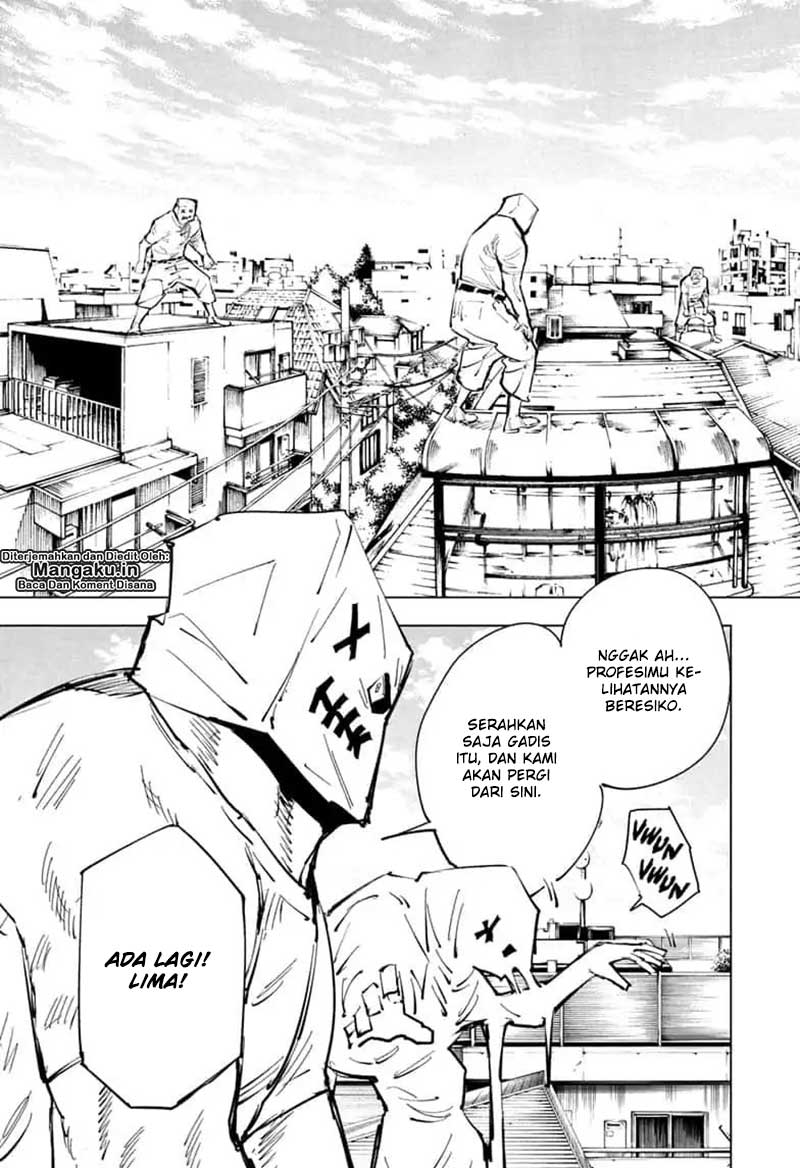 Diterjemahkan dan Diedit Oleh:
Mangaku.in
Baca Dan Koment Disana
NGGAK AH...
PROFESIMU KE-
LIHATANNYA
BERESIKO.
SERAHKAN
SAJA GADIS
ITU, DAN KAMI
AKAN PERGI
DARI SINI.
VWUN
VWUN
ADA LAGI!
LIMA!